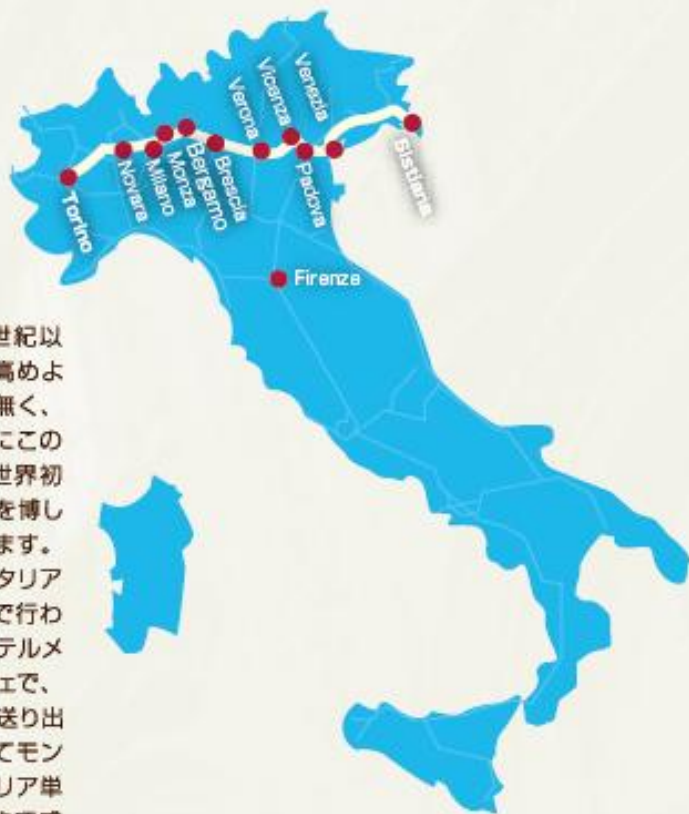 Venezia
Vicenza
Verona
Sistiana
Padova
Brescia
Bergamo
Monza
Milano
Novara
Torino
Firenze
世紀以
高めよ
無く、
にこの
世界初
を博し
ます。
タリア
で行わ
テルメ
ェで、
送り出
てモン
リア単